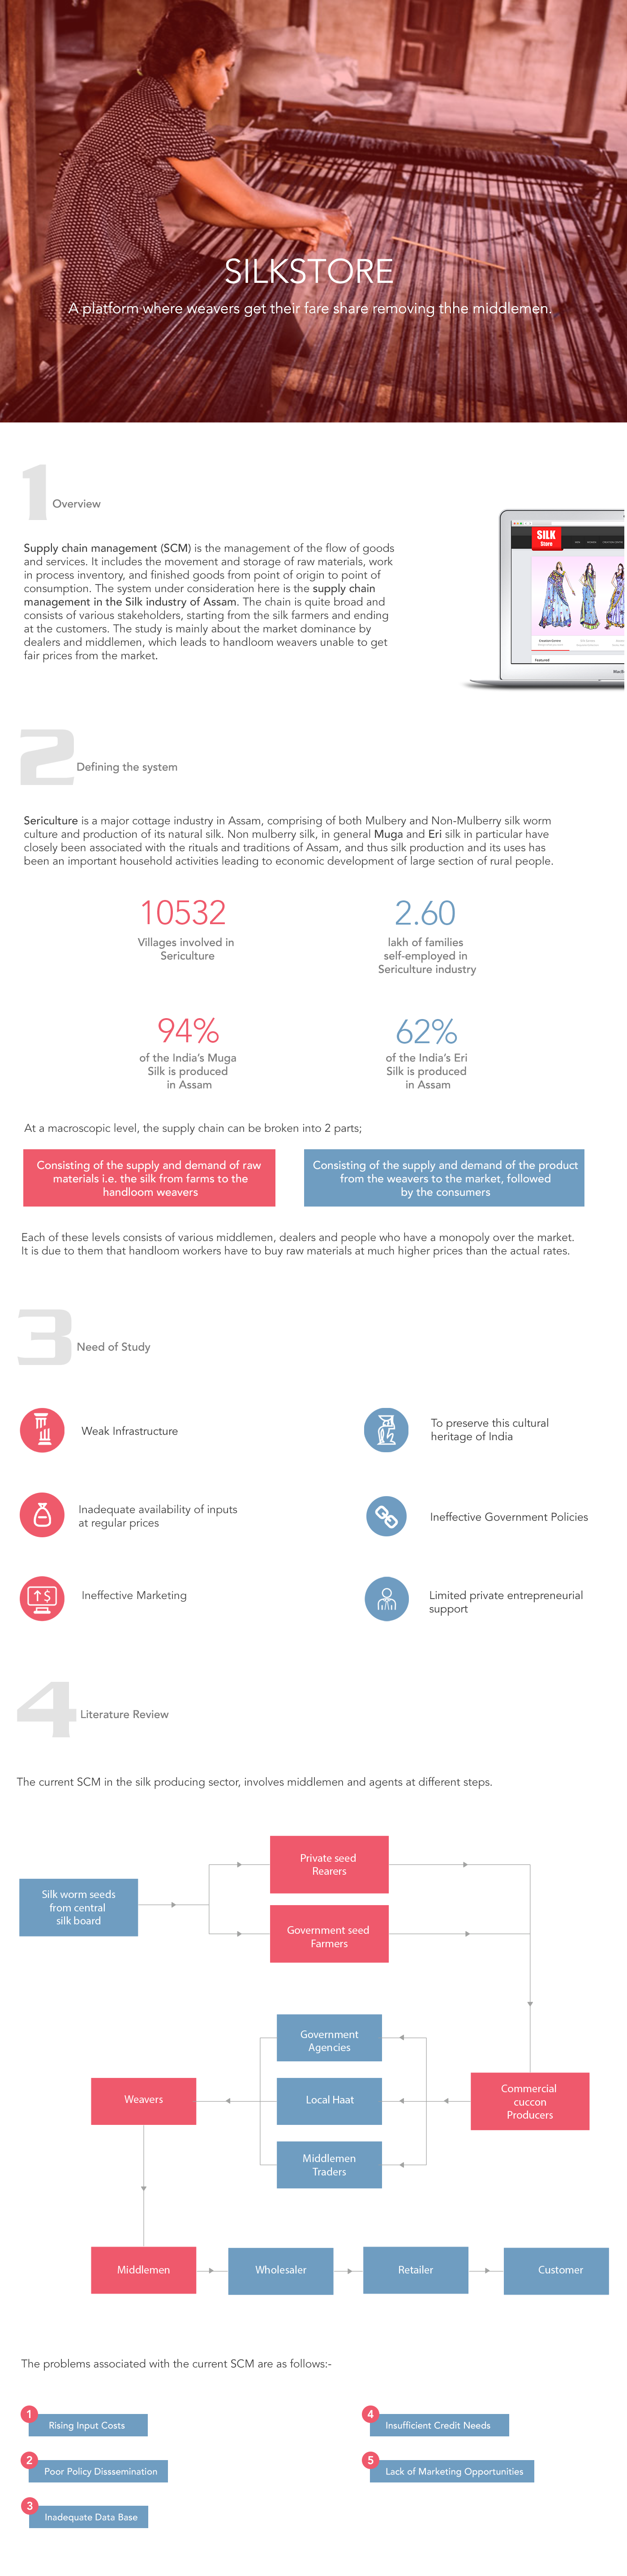 SILKSTORE
A platform where weavers get their fare share removing thhe middlemen.
1
Overview
Supply chain management (SCM) is the management of the flow of goods
and services. It includes the movement and storage of raw materials, work
in process inventory, and finished goods from point of origin to point of
consumption. The system under consideration here is the supply chain
management in the Silk industry of Assam. The chain is quite broad and
consists of various stakeholders, starting from the silk farmers and ending
at the customers. The study is mainly about the market dominance by
dealers and middlemen, which leads to handloom weavers unable to get
fair prices from the market.
SILK
Store
Featured
2
Defining the system
Sericulture is a major cottage industry in Assam, comprising of both Mulbery and Non-Mulberry silk worm
culture and production of its natural silk. Non mulberry silk, in general Muga and Eri silk in particular have
closely been associated with the rituals and traditions of Assam, and thus silk production and its uses has
been an important household activities leading to economic development of large section of rural people.
10532
Villages involved in
Sericulture
2.60
lakh of families
self-employed in
Sericulture industry
94%
of the India's Muga
Silk is produced
in Assam
62%
of the India's Eri
Silk is produced
in Assam
At a macroscopic level, the supply chain can be broken into 2 parts;
Consisting of the supply and demand of raw
materials i.e. the silk from farms to the
handloom weavers
Consisting of the supply and demand of the product
from the weavers to the market, followed
by the consumers
Each of these levels consists of various middlemen, dealers and people who have a monopoly over the market.
It is due to them that handloom workers have to buy raw materials at much higher prices than the actual rates.
3
Need of Study
Weak Infrastructure
To preserve this cultural
heritage of India
Inadequate availability of inputs
at regular prices
Ineffective Government Policies
Ineffective Marketing
Limited private entrepreneurial
support
4
Literature Review
The current SCM in the silk producing sector, involves middlemen and agents at different steps.
Private seed
Rearers
Silk worm seeds
from central
silk board
Government seed
Farmers
Government
Agencies
Weavers
Local Haat
Commercial
cuccon
Producers
Middlemen
Traders
Middlemen
Wholesaler
Retailer
Customer
The problems associated with the current SCM are as follows:-
1
Rising Input Costs
2
Poor Policy Disssemination
3
Inadequate Data Base
4
Insufficient Credit Needs
5
Lack of Marketing Opportunities